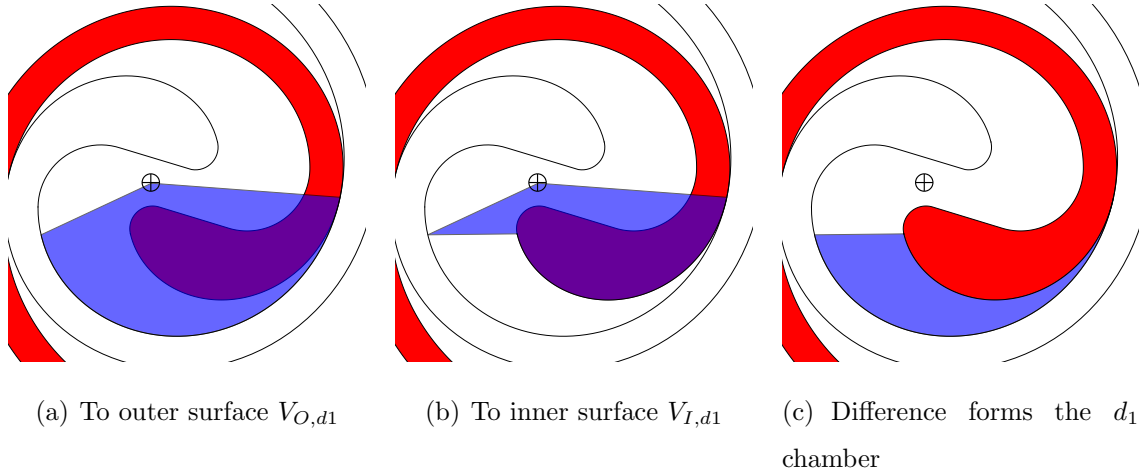 (a) To outer surface $V_{O,d1}$
(b) To inner surface $V_{I,d1}$
(c) Difference forms the $d_1$
chamber